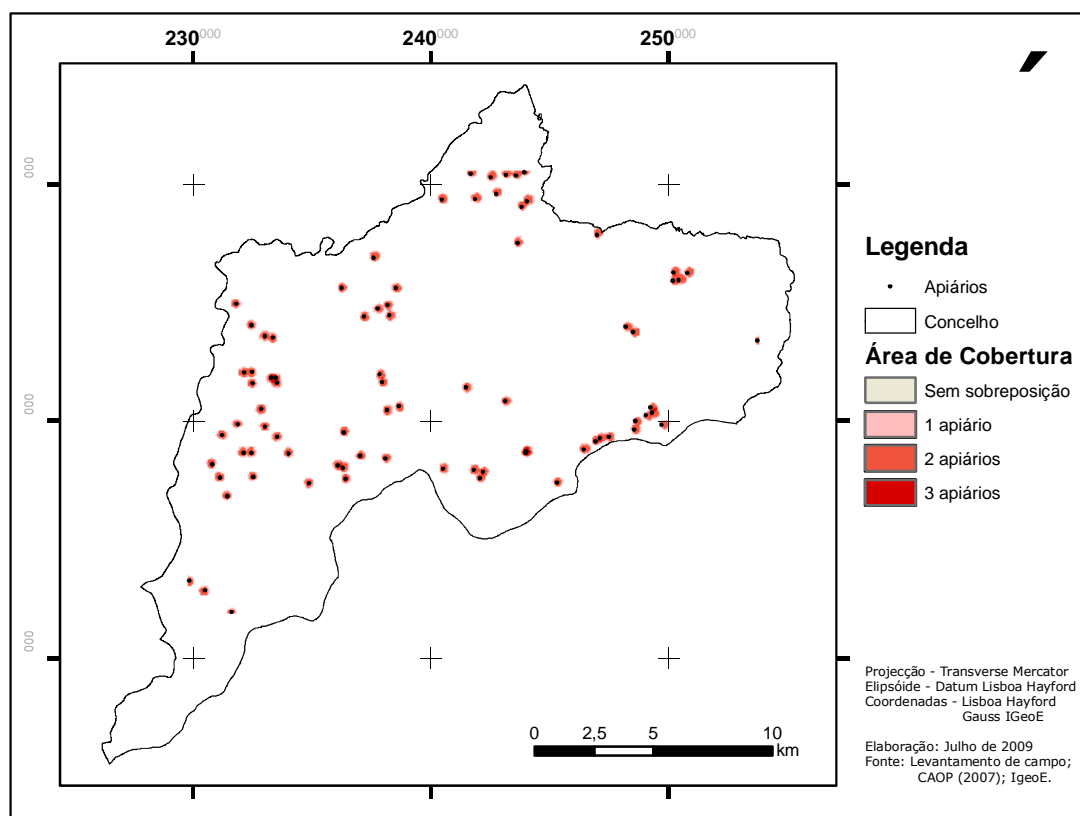 230000
240000
250000
000
000
000
Legenda
Apiários
Concelho
Área de Cobertura
Sem sobreposição
1 apiário
2 apiários
3 apiários
Projecção - Transverse Mercator
Elipsóide - Datum Lisboa Hayford
Coordenadas - Lisboa Hayford
Gauss IGeoE
Elaboração: Julho de 2009
Fonte: Levantamento de campo;
CAOP (2007); IgeoE.
0 2,5 5 10
km